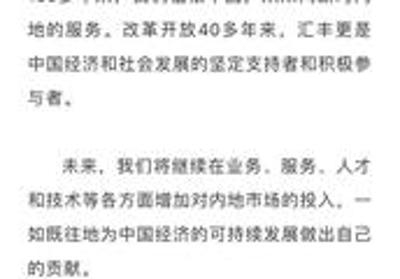 地的服务。改革开放40多年来，汇丰更是
中国经济和社会发展的坚定支持者和积极参
与者。
未来，我们将继续在业务、服务、人才
和技术等各方面增加对内地市场的投入，一
如既往地为中国经济的可持续发展做出自己
的贡献。